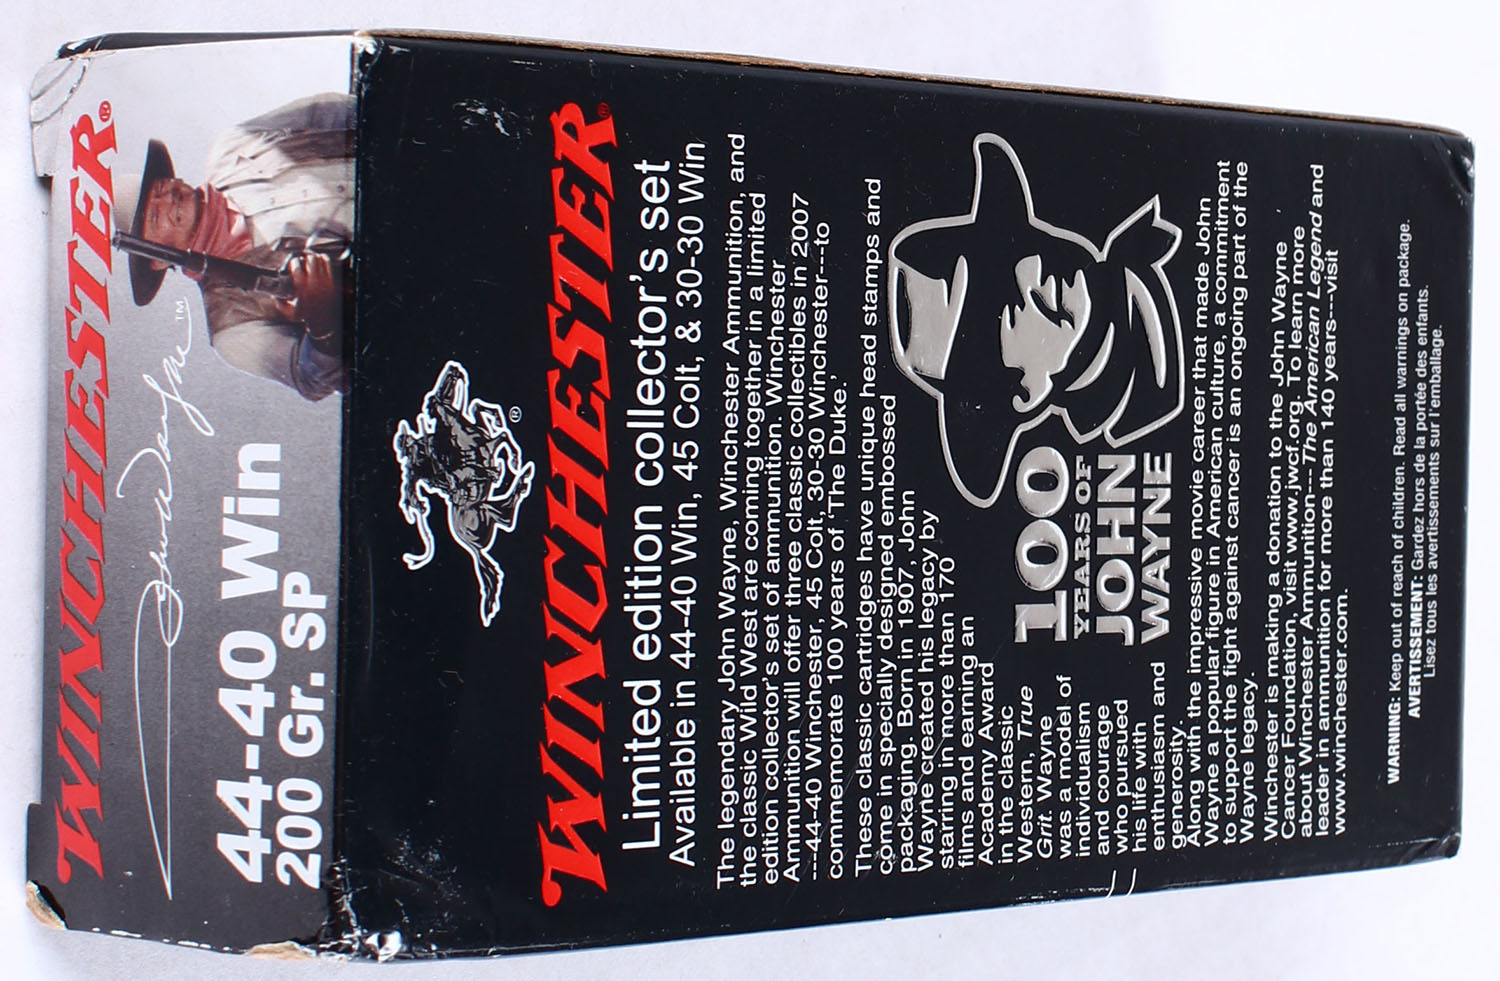 WINCHESTER®
John Wayne™
44-40 Win
200 Gr. SP
®
WINCHESTER®
Limited edition collector's set
Available in 44-40 Win, 45 Colt, & 30-30 Win
The legendary John Wayne, Winchester Ammunition, and
the classic Wild West are coming together in a limited
edition collector's set of ammunition. Winchester
Ammunition will offer three classic collectibles in 2007
---44-40 Winchester, 45 Colt, 30-30 Winchester---to
commemorate 100 years of 'The Duke.'
These classic cartridges have unique head stamps and
come in specially designed embossed
packaging. Born in 1907, John
Wayne created his legacy by
starring in more than 170
films and earning an
Academy Award
in the classic
Western, True
Grit. Wayne
was a model of
individualism
and courage
who pursued
his life with
enthusiasm and
generosity.
100
YEARS OF
JOHN
WAYNE
Along with the impressive movie career that made John
Wayne a popular figure in American culture, a commitment
to support the fight against cancer is an ongoing part of the
Wayne legacy.
Winchester is making a donation to the John Wayne
Cancer Foundation, visit www.jwcf.org. To learn more
about Winchester Ammunition---The American Legend and
leader in ammunition for more than 140 years---visit
www.winchester.com.
WARNING: Keep out of reach of children. Read all warnings on package.
AVERTISSEMENT: Gardez hors de la portée des enfants.
Lisez tous les avertissements sur l'emballage.